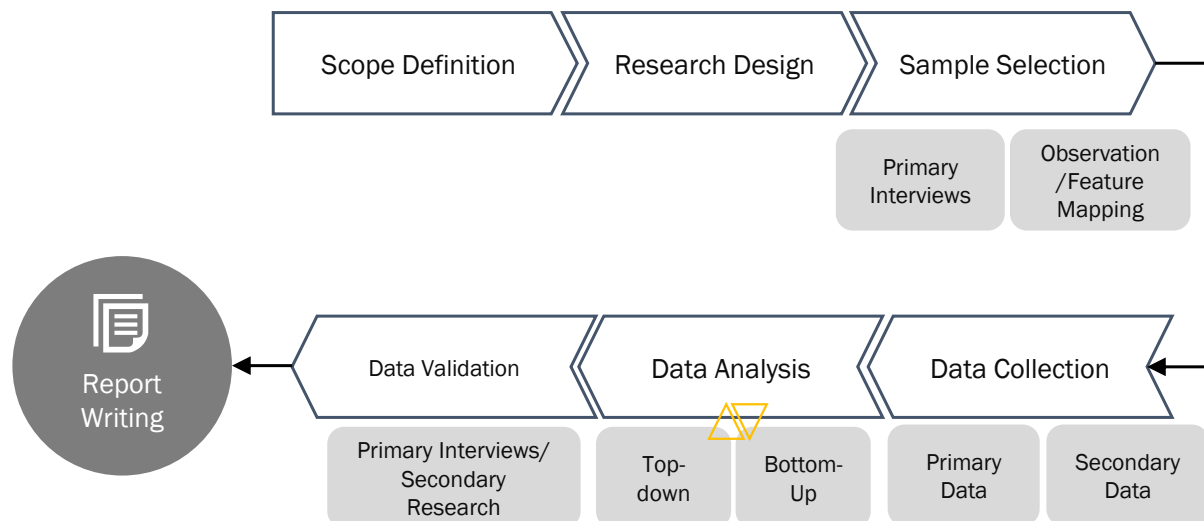 Scope Definition
Research Design
Sample Selection
Primary
Interviews
Observation
/Feature
Mapping
Report
Writing
Data Validation
Data Analysis
Data Collection
Primary Interviews/
Secondary
Research
Top-
down
Bottom-
Up
Primary
Data
Secondary
Data